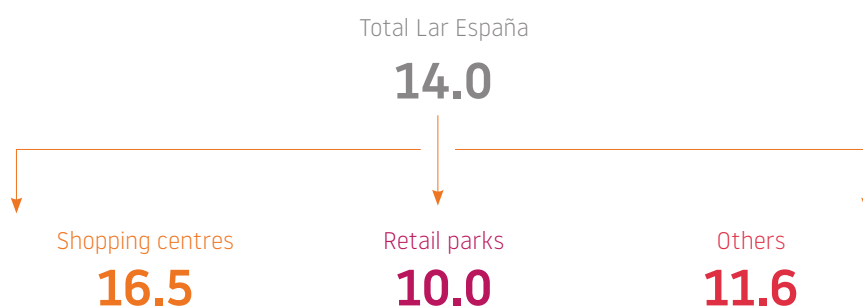 Total Lar España
14.0
Shopping centres
Retail parks
Others
16.5
10.0
11.6